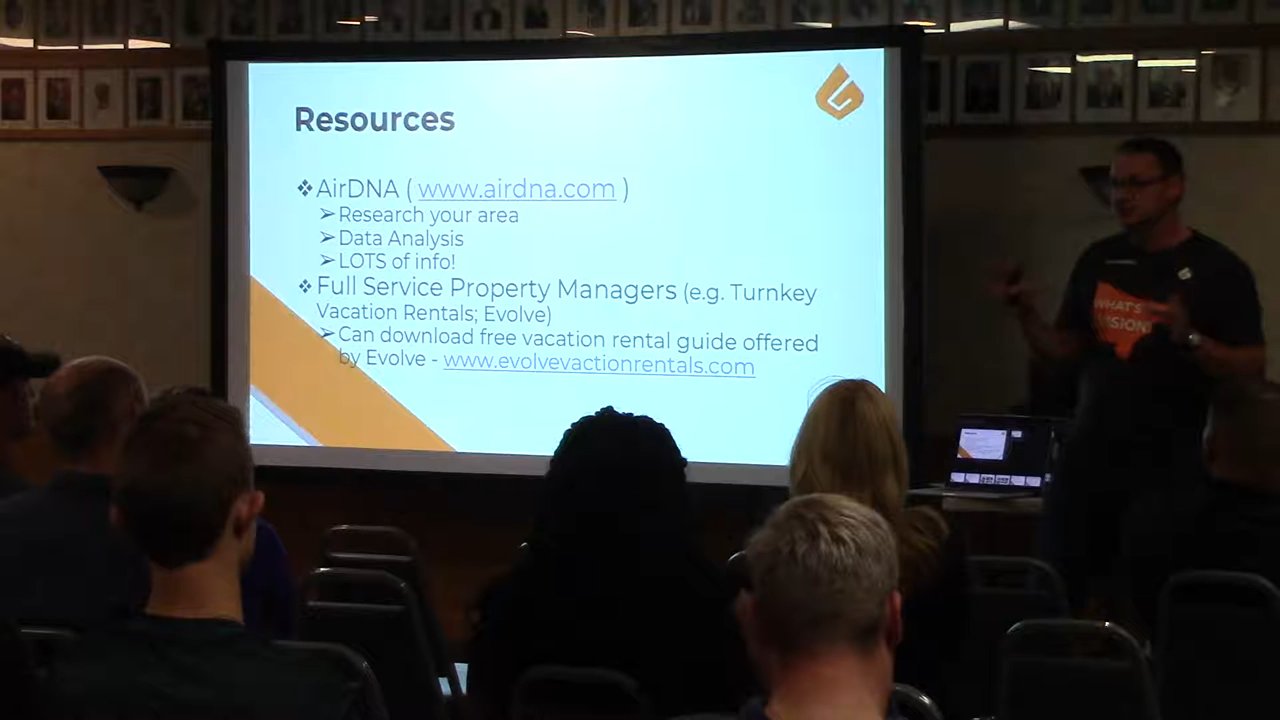 Resources
❖AirDNA ( www.airdna.com )
➢Research your area
➢Data Analysis
➢LOTS of info!
❖Full Service Property Managers (e.g. Turnkey
Vacation Rentals; Evolve)
➢Can download free vacation rental guide offered
by Evolve - www.evolvevactionrentals.com
WHAT'S